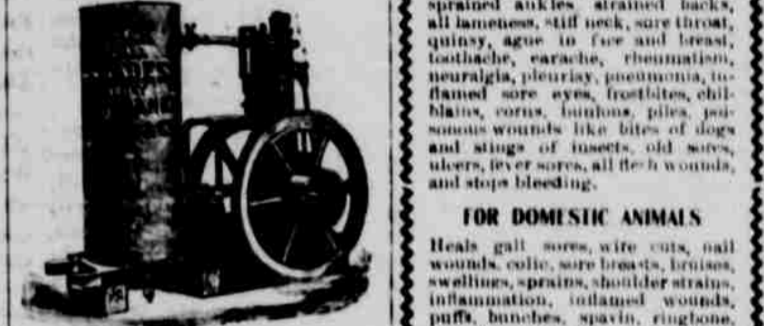 sprained ankles, strained backs,
all lameness, stiff neck, sore throat,
quinsy, ague in face and breast,
toothache, earache, rheumatism,
neuralgia, pleurisy, pneumonia, in-
flamed sore eyes, frostbites, chil-
blains, corns, bunions, piles, poi-
sonous wounds like bites of dogs
and stings of insects, old sores,
ulcers, fever sores, all flesh wounds,
and stops bleeding.
FOR DOMESTIC ANIMALS
Heals gall sores, wire cuts, nail
wounds, colic, sore breasts, bruises,
swellings, sprains, shoulder strains,
inflammation, inflamed wounds,
puffs, bunches, spavin, ringbone,